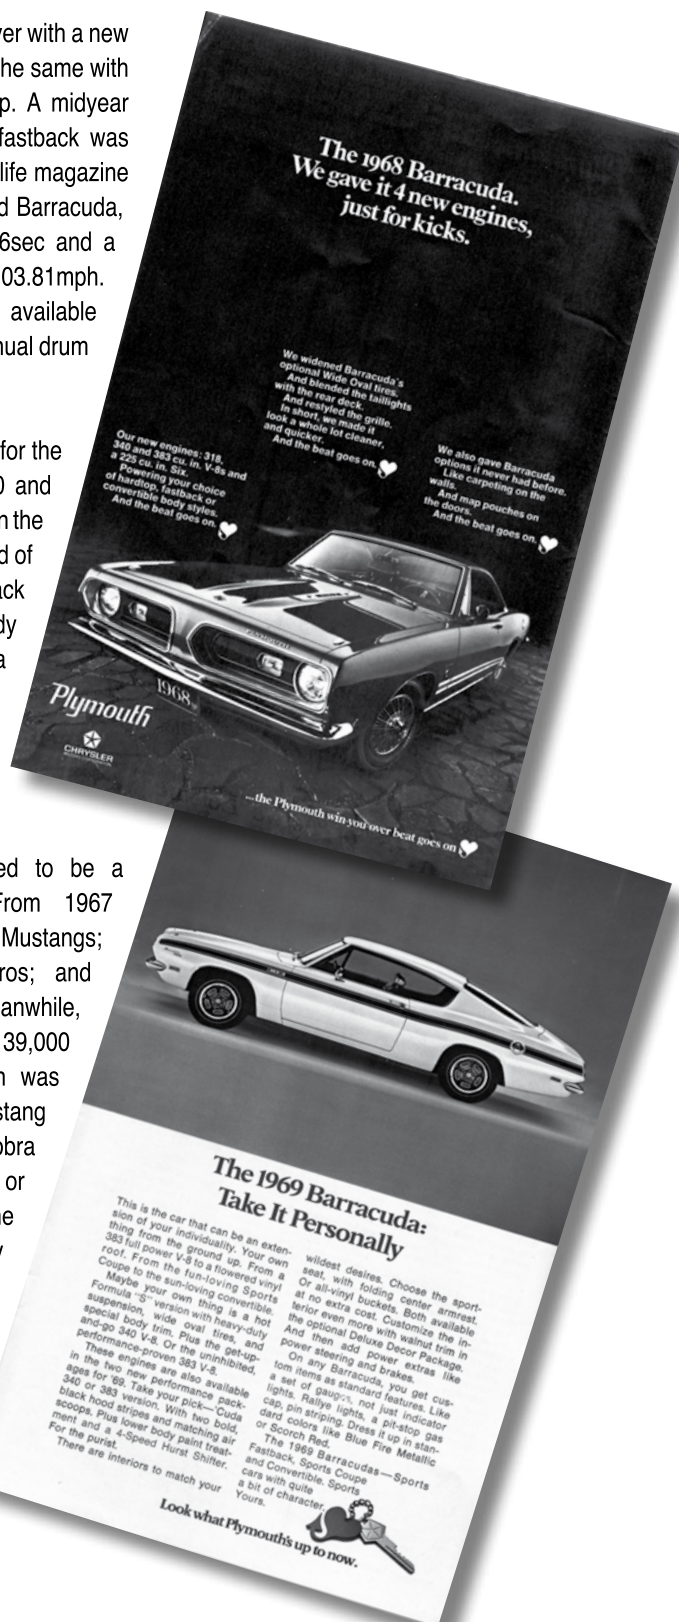 ver with a new
he same with
p. A midyear
fastback was
life magazine
d Barracuda,
6sec and a
03.81mph.
available
nual drum
for the
0 and
n the
d of
ack
dy
a
The 1968 Barracuda.
We gave it 4 new engines,
just for kicks.
We widened Barracuda's
optional Wide Oval tires.
And blended the taillights
with the rear deck.
And restyled the grille.
In short, we made it
look a whole lot cleaner,
and quicker.
And the beat goes on.
Our new engines: 318,
340 and 383 cu. in. V-8s and
a 225 cu. in. Six.
Powering your choice
of hardtop, fastback or
convertible body styles.
And the beat goes on.
We also gave Barracuda
options it never had before.
Like carpeting on the
walls.
And map pouches on
the doors.
And the beat goes on.
1968
Plymouth
CHRYSLER
...the Plymouth win-you-over beat goes on
ed to be a
From 1967
Mustangs;
ros; and
eanwhile,
39,000
n was
stang
obra
or
ne
y
The 1969 Barracuda:
Take It Personally
This is the car that can be an exten-
sion of your individuality. Your own
thing from the ground up. From a
383 full power V-8 to a flowered vinyl
roof. From the fun-loving Sports
Coupe to the sun-loving convertible.
Maybe your own thing is a hot
Formula "S" version with heavy-duty
suspension, wide oval tires, and
special body trim. Plus the get-up-
and-go 340 V-8. Or the uninhibited,
performance-proven 383 V-8.
These engines are also available
in the two new performance pack-
ages for '69. Take your pick—'Cuda
340 or 383 version. With two bold,
black hood stripes and matching air
scoops. Plus lower body paint treat-
ment and a 4-Speed Hurst Shifter.
For the purist.
There are interiors to match your
wildest desires. Choose the sport-
seat, with folding center armrest.
Or all-vinyl buckets. Both available
at no extra cost. Customize the in-
terior even more with walnut trim in
the optional Deluxe Decor Package.
And then add power extras like
power steering and brakes.
On any Barracuda, you get cus-
tom items as standard features. Like
a set of gauges, not just indicator
lights. Rallye lights, a pit-stop gas
cap, pin striping. Dress it up in stan-
dard colors like Blue Fire Metallic
or Scorch Red.
The 1969 Barracudas—Sports
Fastback, Sports Coupe
and Convertible. Sports
cars with quite
a bit of character.
Yours.
Look what Plymouth's up to now.